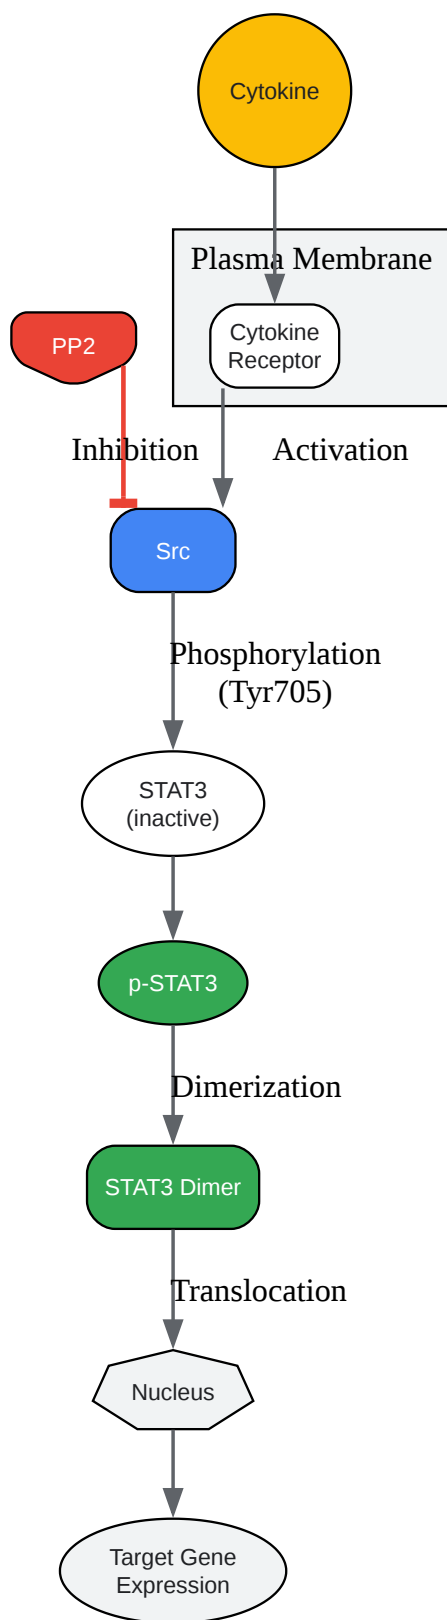 Cytokine
Plasma Membrane
Cytokine
Receptor
PP2
Inhibition
Activation
Src
Phosphorylation
(Tyr705)
STAT3
(inactive)
p-STAT3
Dimerization
STAT3 Dimer
Translocation
Nucleus
Target Gene
Expression